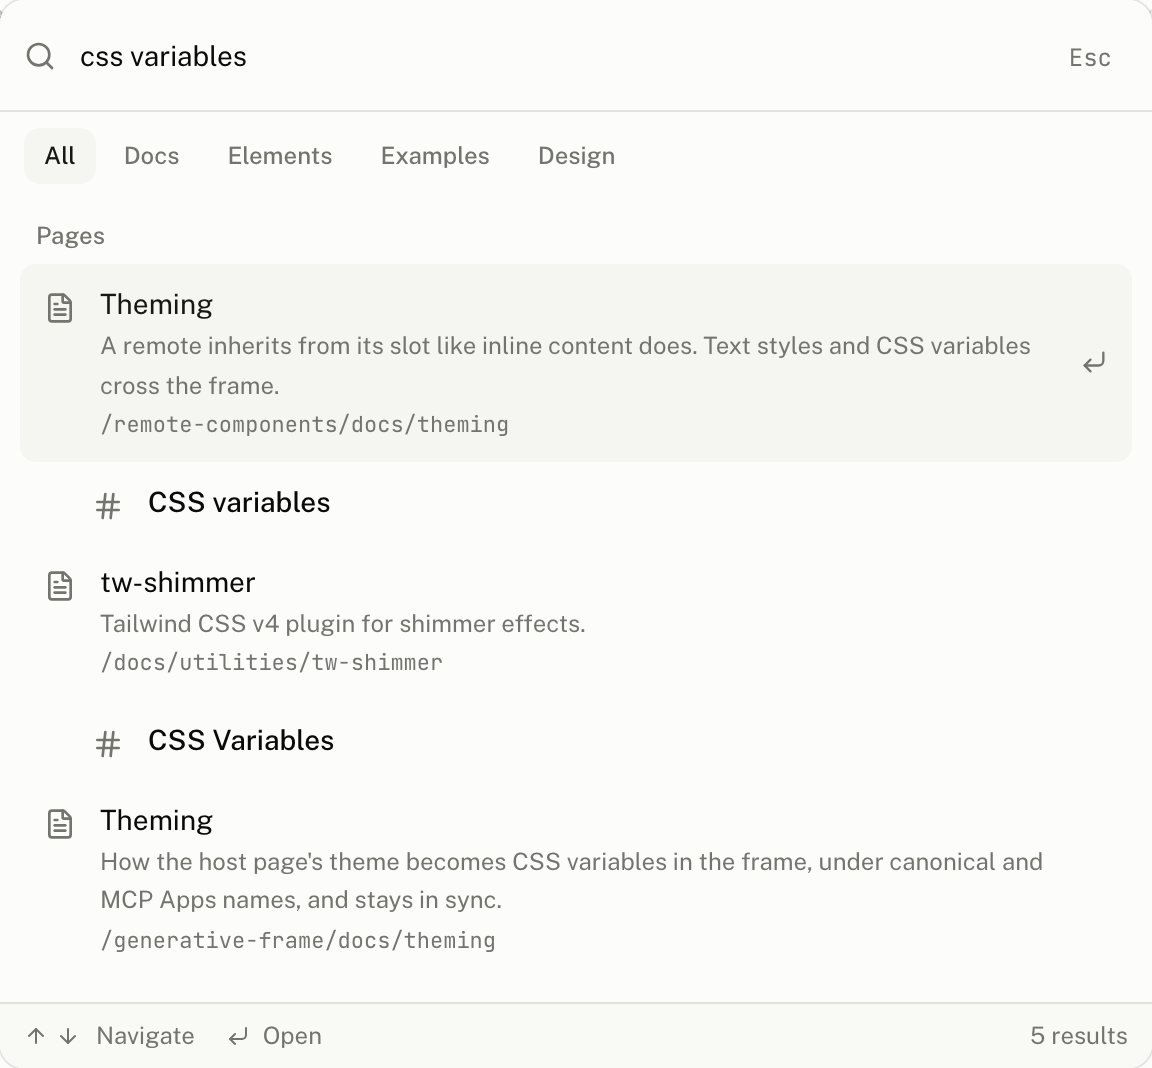 css variables
Esc
All Docs Elements Examples Design
Pages
Theming
A remote inherits from its slot like inline content does. Text styles and CSS variables
cross the frame.
/remote-components/docs/theming
# CSS variables
tw-shimmer
Tailwind CSS v4 plugin for shimmer effects.
/docs/utilities/tw-shimmer
# CSS Variables
Theming
How the host page's theme becomes CSS variables in the frame, under canonical and
MCP Apps names, and stays in sync.
/generative-frame/docs/theming
↑ ↓ Navigate ↵ Open
5 results